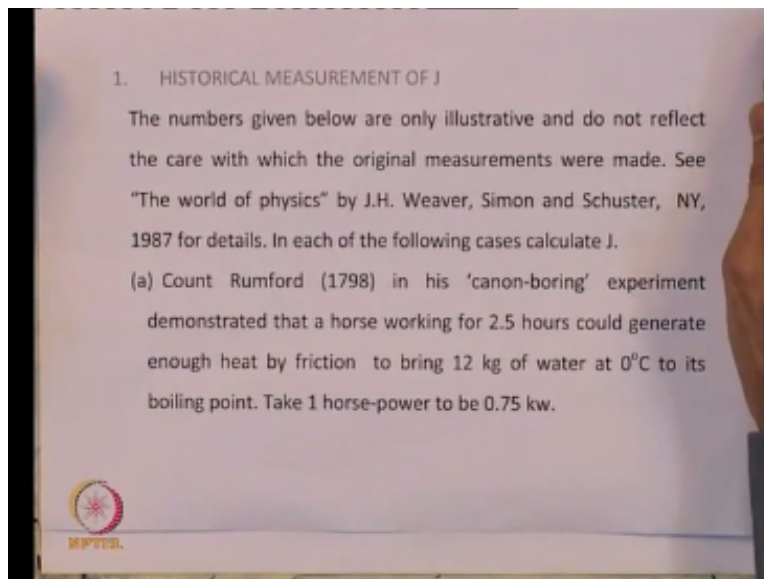 1. HISTORICAL MEASUREMENT OF J
The numbers given below are only illustrative and do not reflect
the care with which the original measurements were made. See
"The world of physics" by J.H. Weaver, Simon and Schuster, NY,
1987 for details. In each of the following cases calculate J.
(a) Count Rumford (1798) in his 'canon-boring' experiment
demonstrated that a horse working for 2.5 hours could generate
enough heat by friction to bring 12 kg of water at 0°C to its
boiling point. Take 1 horse-power to be 0.75 kw.
NPTEL